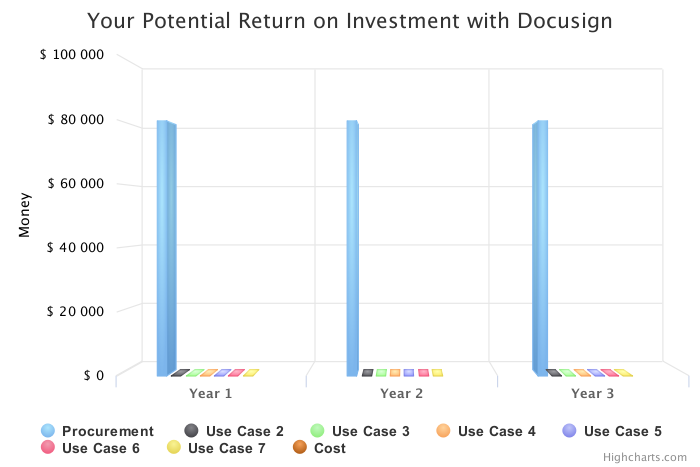 Your Potential Return on Investment with Docusign
$ 100 000
$ 80 000
$ 60 000
$ 40 000
$ 20 000
$ 0
Money
Year 1 Year 2 Year 3
Procurement Use Case 2 Use Case 3 Use Case 4 Use Case 5
Use Case 6 Use Case 7 Cost
Highcharts.com